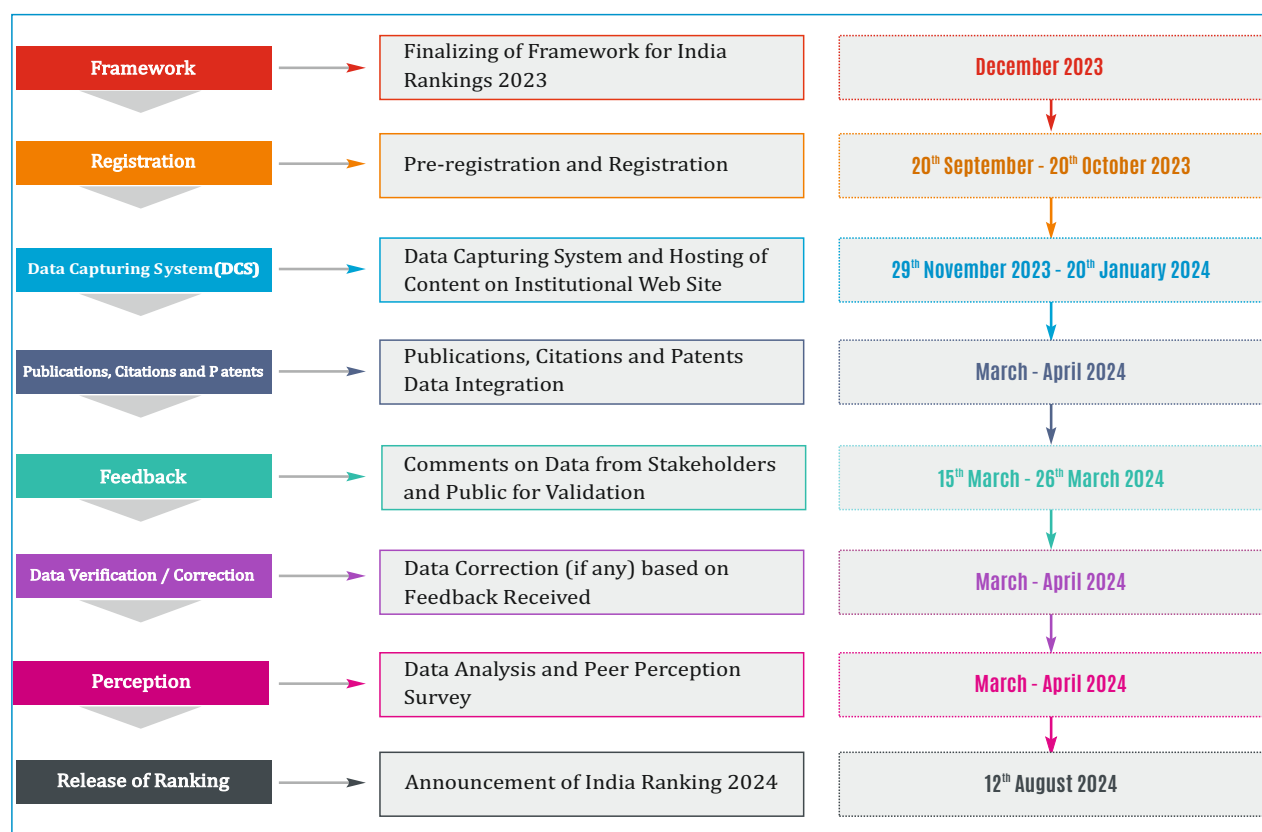 Framework
Finalizing of Framework for India
Rankings 2023
December 2023
Registration
Pre-registration and Registration
20th September - 20th October 2023
Data Capturing System(DCS)
Data Capturing System and Hosting of
Content on Institutional Web Site
29th November 2023 - 20th January 2024
Publications, Citations and Patents
Publications, Citations and Patents
Data Integration
March - April 2024
Feedback
Comments on Data from Stakeholders
and Public for Validation
15th March - 26th March 2024
Data Verification / Correction
Data Correction (if any) based on
Feedback Received
March - April 2024
Perception
Data Analysis and Peer Perception
Survey
March - April 2024
Release of Ranking
Announcement of India Ranking 2024
12th August 2024